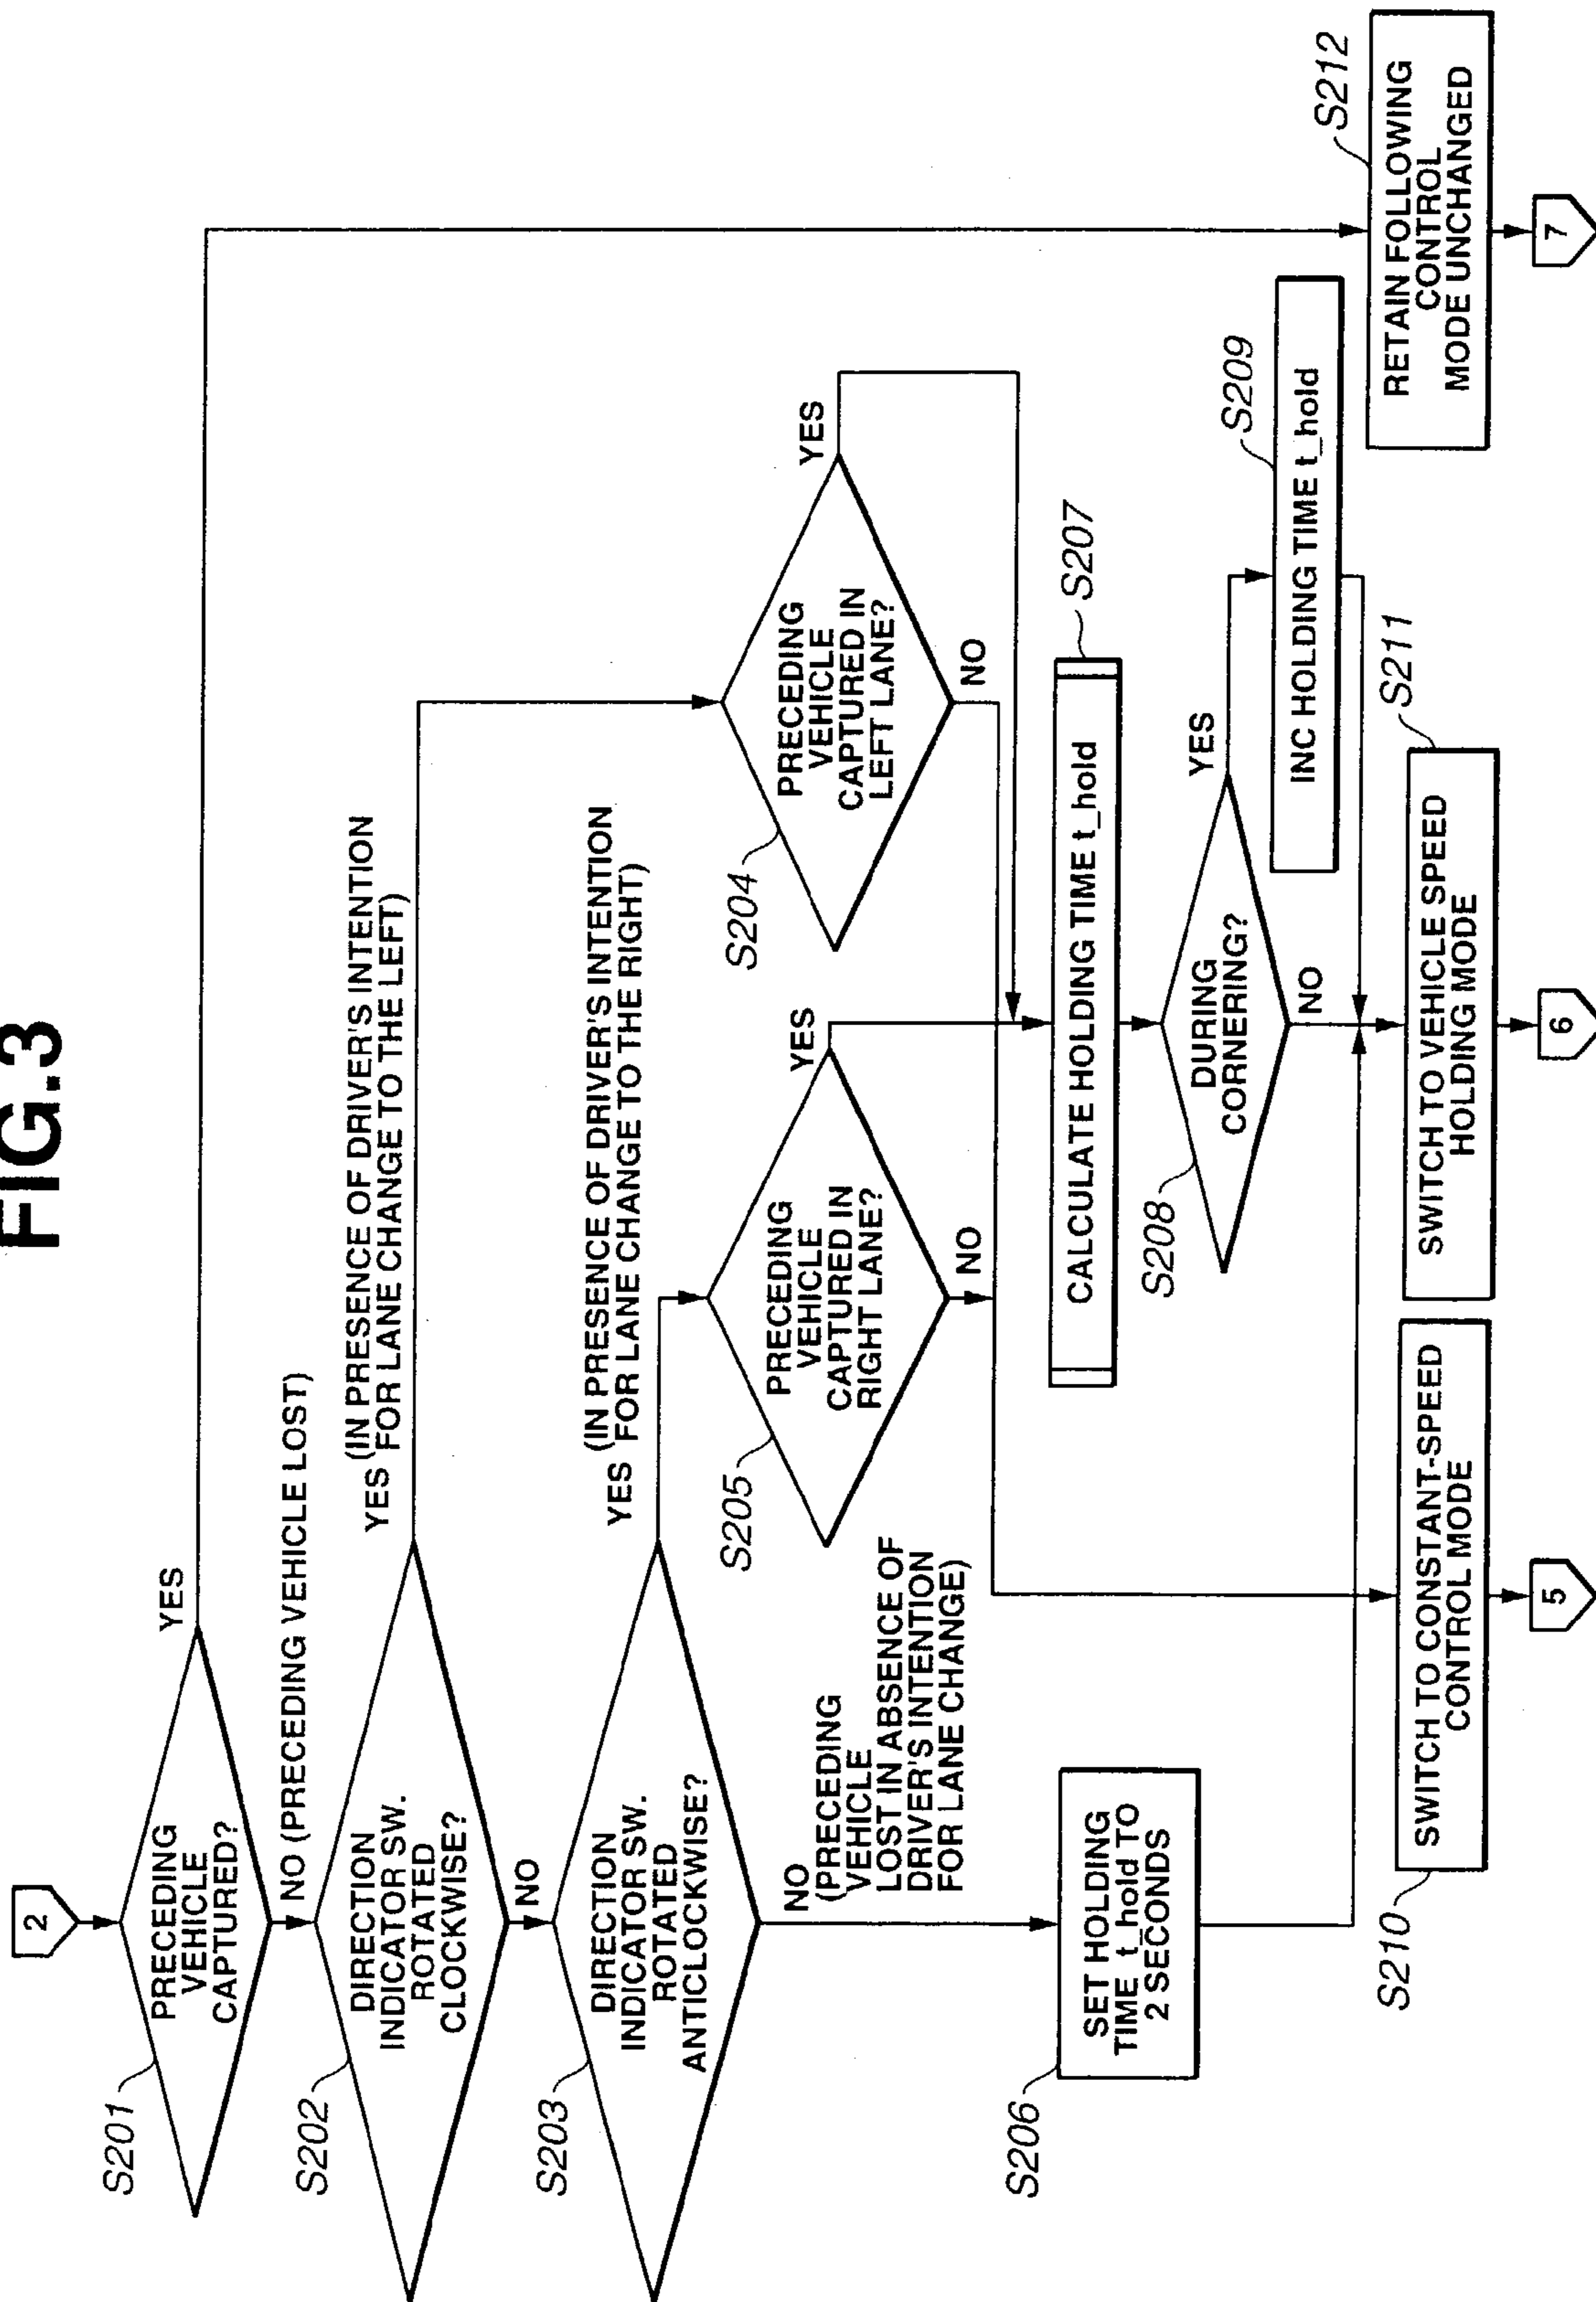 FIG.3
2
S201
PRECEDING
VEHICLE
CAPTURED?
YES
NO (PRECEDING VEHICLE LOST)
S202
DIRECTION
INDICATOR SW.
ROTATED
CLOCKWISE?
YES (IN PRESENCE OF DRIVER'S INTENTION
FOR LANE CHANGE TO THE LEFT)
NO
S203
DIRECTION
INDICATOR SW.
ROTATED
ANTICLOCKWISE?
YES (IN PRESENCE OF DRIVER'S INTENTION
FOR LANE CHANGE TO THE RIGHT)
NO
(PRECEDING
VEHICLE
LOST IN ABSENCE OF
DRIVER'S INTENTION
FOR LANE CHANGE)
S205
PRECEDING
VEHICLE
CAPTURED IN
RIGHT LANE?
YES
NO
S204
PRECEDING
VEHICLE
CAPTURED IN
LEFT LANE?
YES
NO
S206
SET HOLDING
TIME t_hold TO
2 SECONDS
S207
CALCULATE HOLDING TIME t_hold
S208
DURING
CORNERING?
YES
NO
S209
INC HOLDING TIME t_hold
S210
SWITCH TO CONSTANT-SPEED
CONTROL MODE
S211
SWITCH TO VEHICLE SPEED
HOLDING MODE
S212
RETAIN FOLLOWING
CONTROL
MODE UNCHANGED
5
6
7